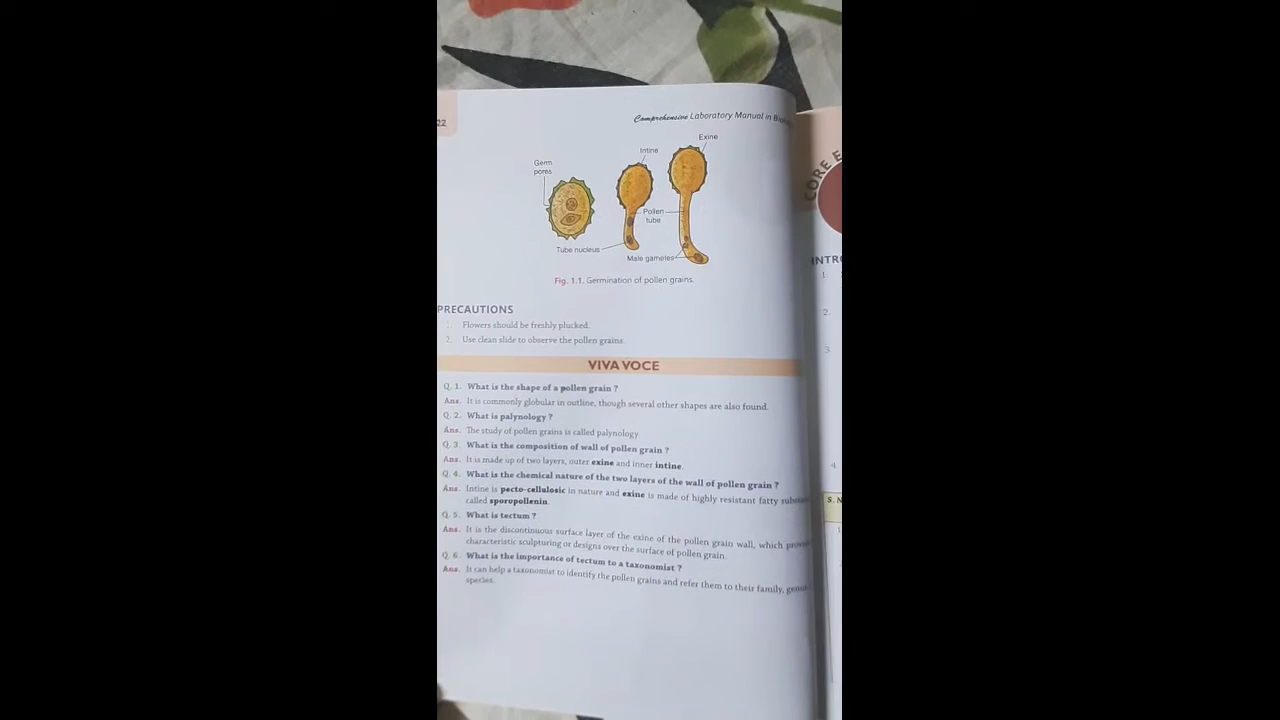 22
Comprehensive Laboratory Manual in
Exine
Intine
Germ
pores
Pollen
tube
Tube nucleus
Male gametes
Fig. 1.1. Germination of pollen grains.
PRECAUTIONS
1. Flowers should be freshly plucked.
2. Use clean slide to observe the pollen grains.
VIVA VOCE
Q. 1. What is the shape of a pollen grain ?
Ans. It is commonly globular in outline, though several other shapes are also found.
Q. 2. What is palynology ?
Ans. The study of pollen grains is called palynology
Q. 3. What is the composition of wall of pollen grain ?
Ans. It is made up of two layers, outer exine and inner intine.
Q. 4. What is the chemical nature of the two layers of the wall of pollen grain ?
Ans. Intine is pecto-cellulosic in nature and exine is made of highly resistant fatty
called sporopollenin.
Q. 5. What is tectum ?
Ans. It is the discontinuous surface layer of the exine of the pollen grain wall, which
characteristic sculpturing or designs over the surface of pollen grain.
Q. 6. What is the importance of tectum to a taxonomist ?
Ans. It can help a taxonomist to identify the pollen grains and refer them to their family,
species.
CORE E
INTR
1.
2.
3
4
S. N